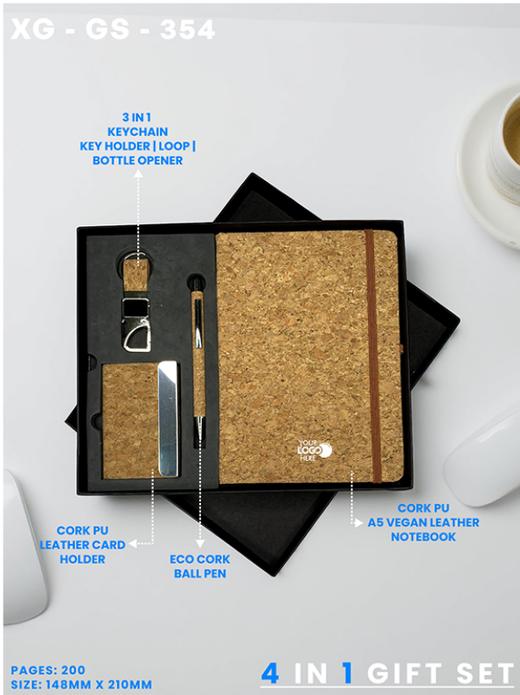 XG - GS - 354
3 IN 1
KEYCHAIN
KEY HOLDER | LOOP |
BOTTLE OPENER
YOUR
LOGO
HERE
CORK PU
A5 VEGAN LEATHER
NOTEBOOK
CORK PU
LEATHER CARD
HOLDER
ECO CORK
BALL PEN
PAGES: 200
SIZE: 148MM X 210MM
4 IN 1 GIFT SET